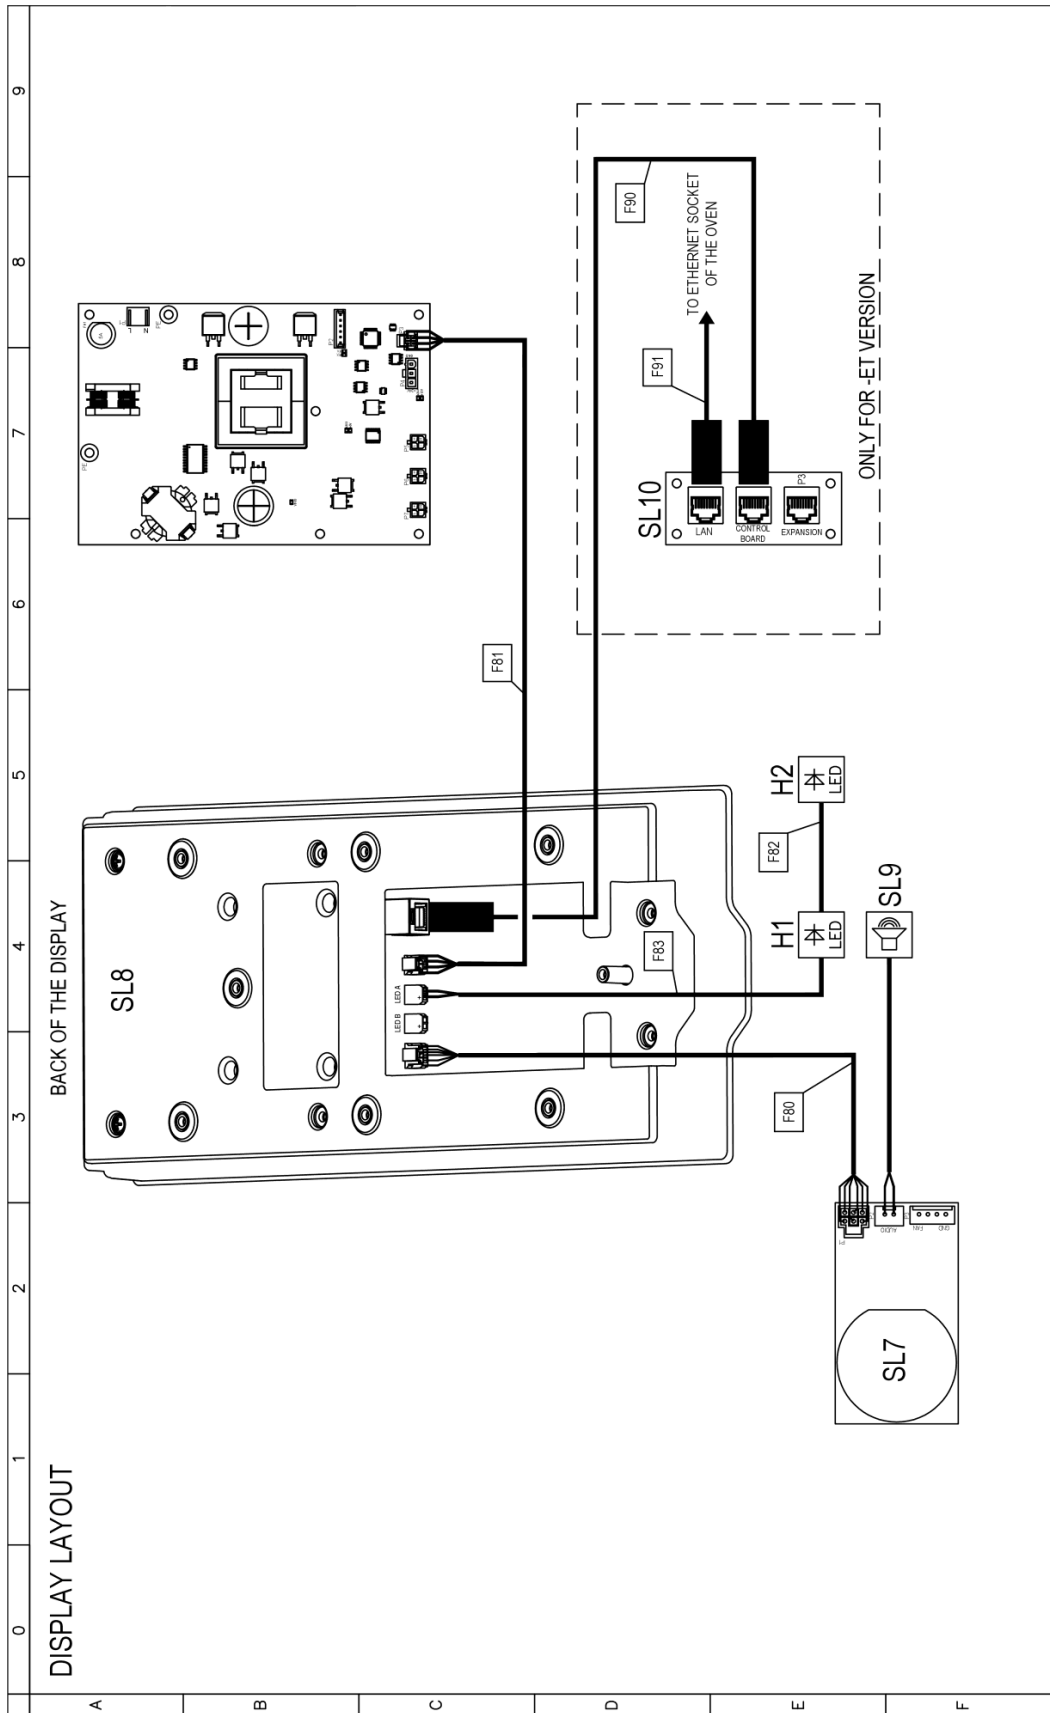 DISPLAY LAYOUT
0
1
2
3
4
5
6
7
8
9
A
B
C
D
E
F
BACK OF THE DISPLAY
SL8
LED B
LED A
F81
F83
F80
F82
H1
LED
H2
LED
SL9
SL7
AUDIO
FAN
GND
PE
PE
N
L
SL10
LAN
CONTROL
BOARD
EXPANSION
P3
F91
F90
TO ETHERNET SOCKET
OF THE OVEN
ONLY FOR -ET VERSION